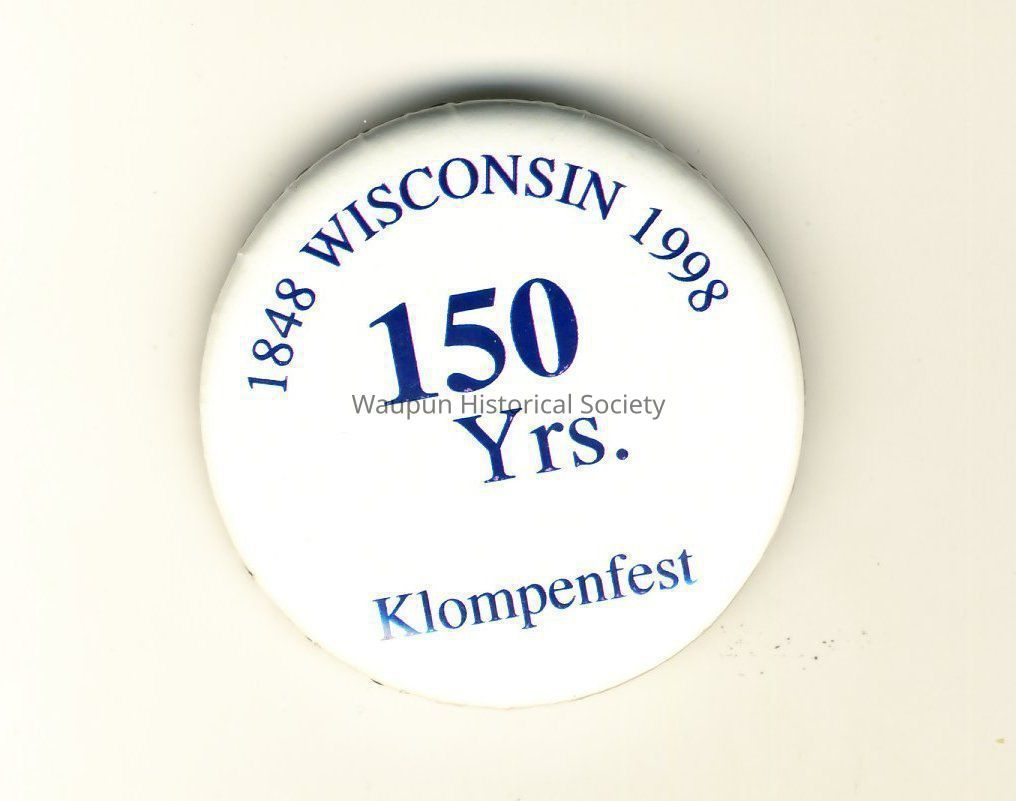 1848 WISCONSIN 1998
150
Waupun Historical Society
Yrs.
Klompenfest